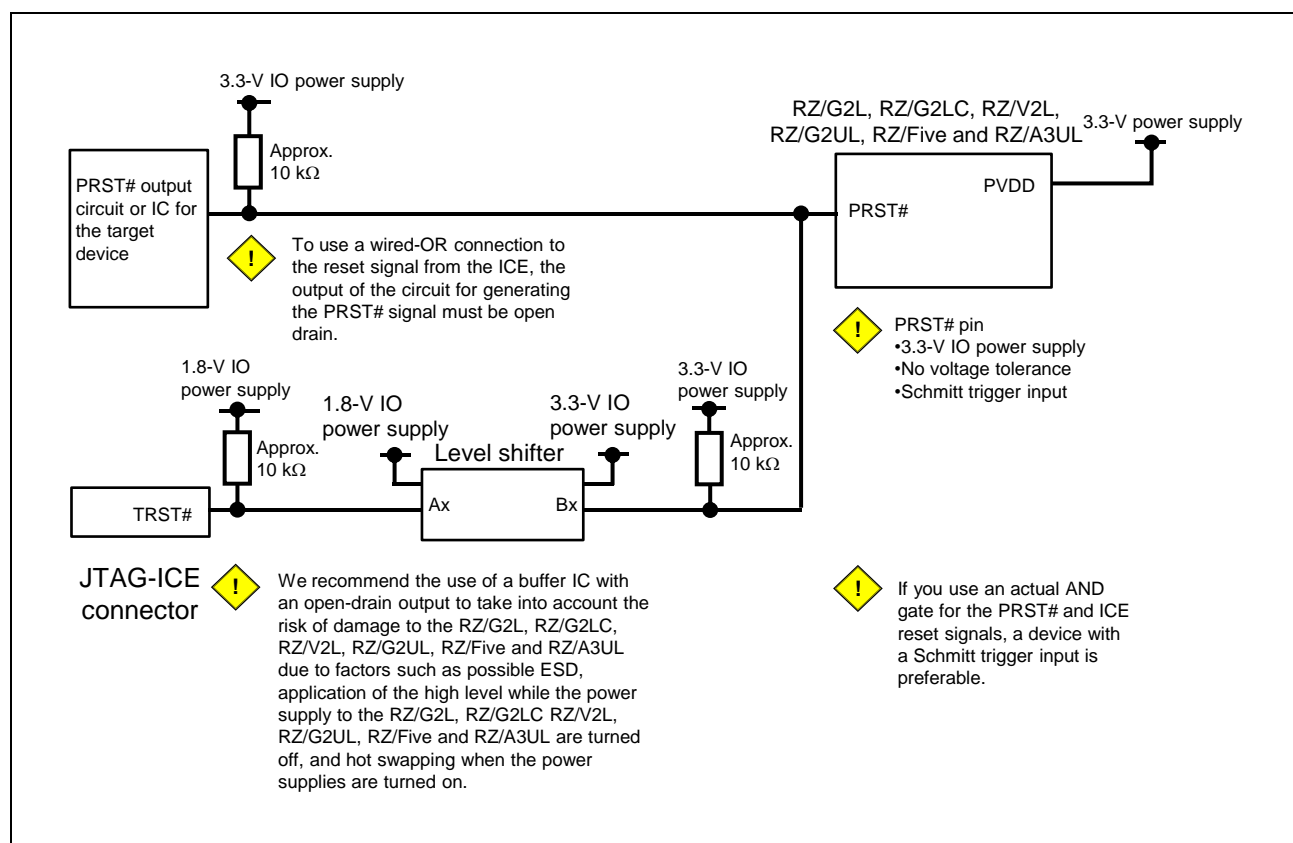 3.3-V IO power supply
Approx.
10 kΩ
PRST# output
circuit or IC for
the target
device
!
To use a wired-OR connection to
the reset signal from the ICE, the
output of the circuit for generating
the PRST# signal must be open
drain.
RZ/G2L, RZ/G2LC, RZ/V2L,
RZ/G2UL, RZ/Five and RZ/A3UL
3.3-V power supply
PVDD
PRST#
!
PRST# pin
•3.3-V IO power supply
•No voltage tolerance
•Schmitt trigger input
1.8-V IO
power supply
Approx.
10 kΩ
1.8-V IO
power supply
3.3-V IO
power supply
3.3-V IO
power supply
Approx.
10 kΩ
Level shifter
Ax
Bx
TRST#
JTAG-ICE
connector
!
We recommend the use of a buffer IC with
an open-drain output to take into account the
risk of damage to the RZ/G2L, RZ/G2LC,
RZ/V2L, RZ/G2UL, RZ/Five and RZ/A3UL
due to factors such as possible ESD,
application of the high level while the power
supply to the RZ/G2L, RZ/G2LC RZ/V2L,
RZ/G2UL, RZ/Five and RZ/A3UL are turned
off, and hot swapping when the power
supplies are turned on.
!
If you use an actual AND
gate for the PRST# and ICE
reset signals, a device with
a Schmitt trigger input is
preferable.